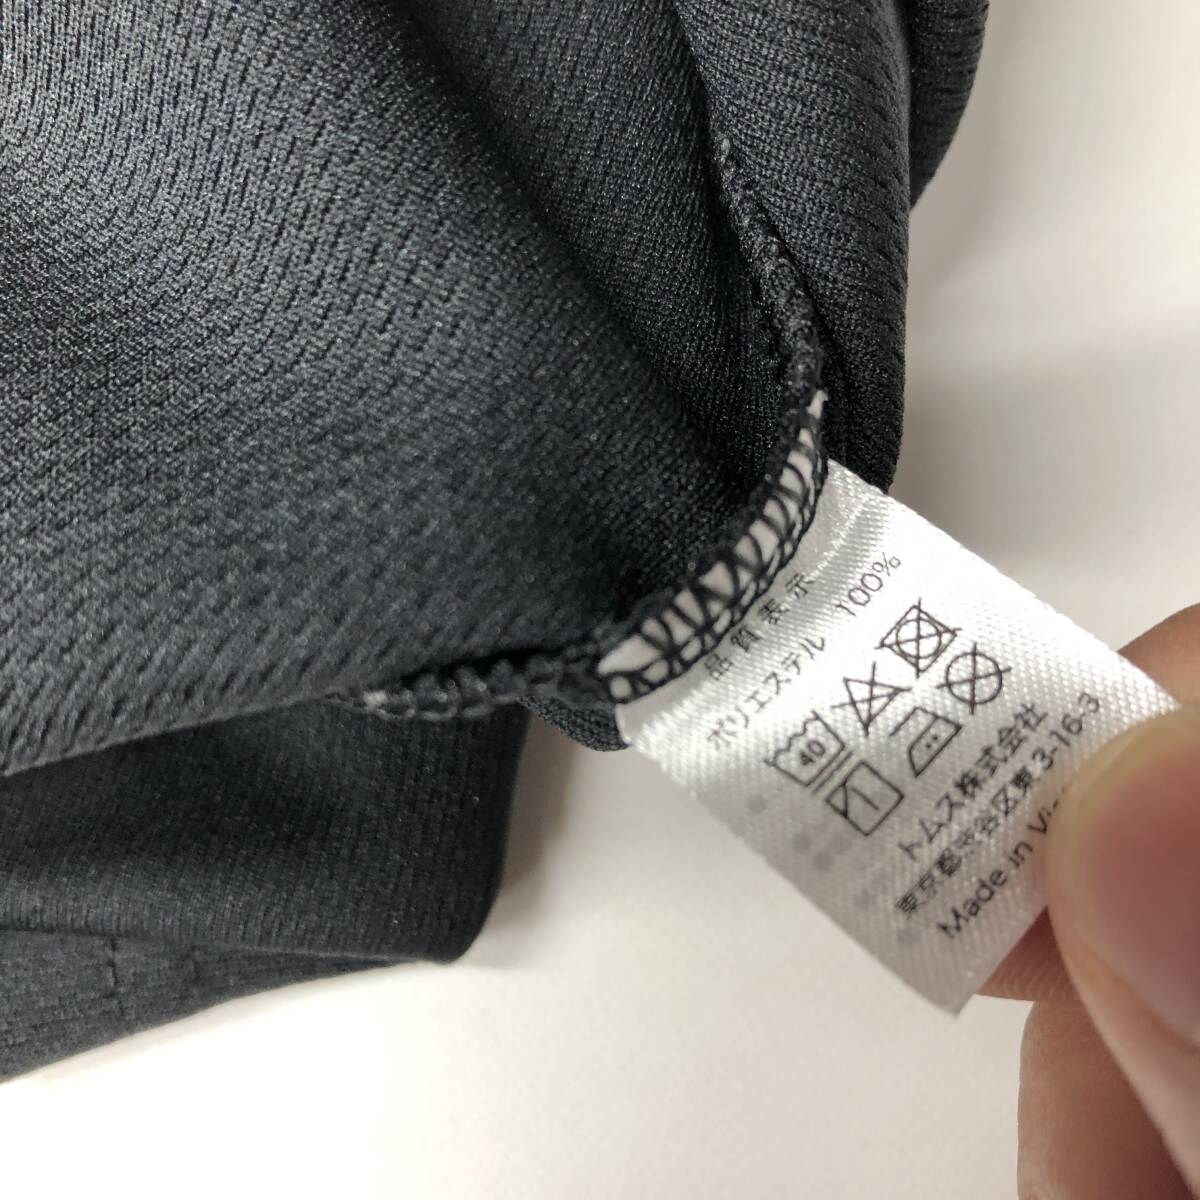 品質表示
ポリエステル 100%
40
トムス株式会社
東京都渋谷区東3-16-3
Made in